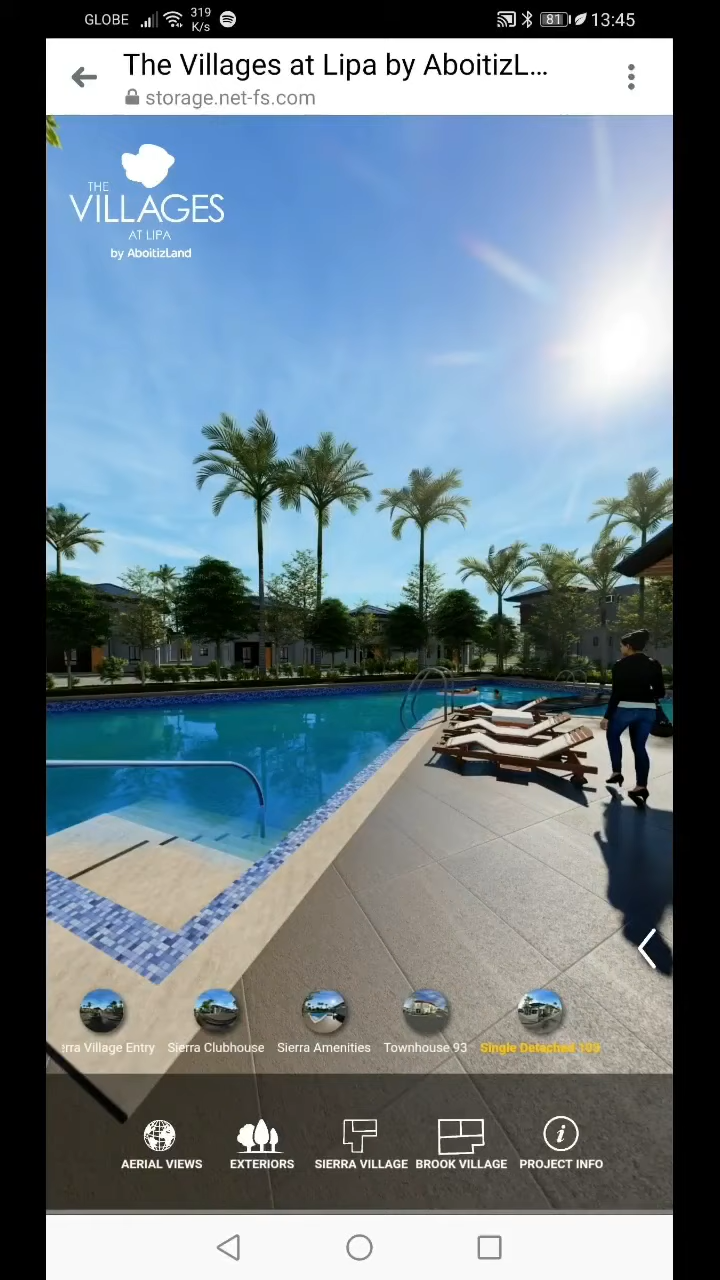 GLOBE
319
K/s
81
13:45
The Villages at Lipa by AboitizL...
storage.net-fs.com
THE
VILLAGES
AT LIPA
by AboitizLand
rra Village Entry
Sierra Clubhouse
Sierra Amenities
Townhouse 93
Single Detached 103
AERIAL VIEWS
EXTERIORS
SIERRA VILLAGE
BROOK VILLAGE
PROJECT INFO